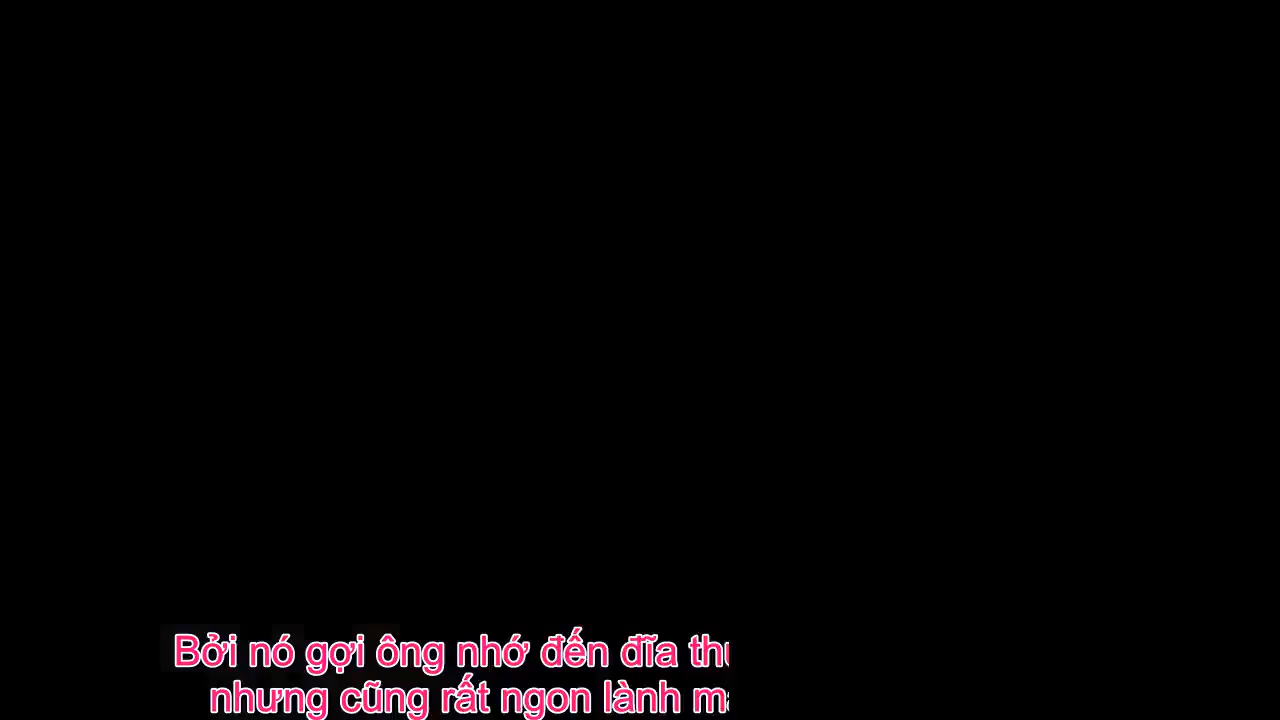 Bởi nó gợi ông nhớ đến đĩa
nhưng cũng rất ngon lành